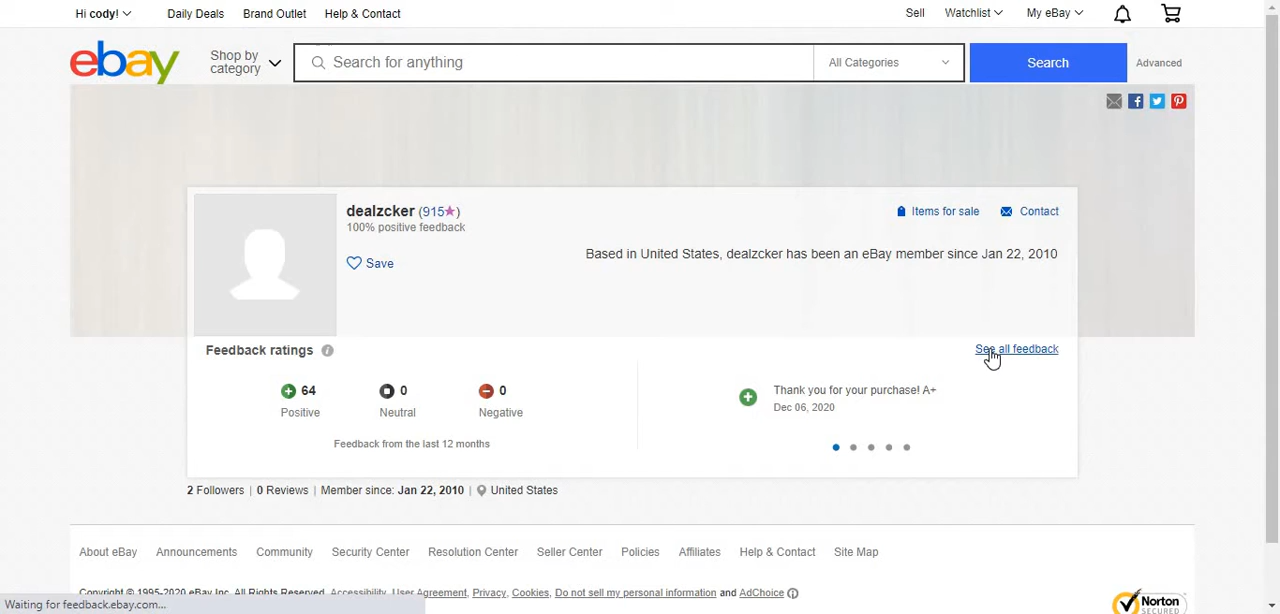 Hi cody!
Daily Deals
Brand Outlet
Help & Contact
Sell
Watchlist
My eBay
ebay
Shop by
category
Search for anything
All Categories
Search
Advanced
dealzcker (915★)
100% positive feedback
Save
Items for sale
Contact
Based in United States, dealzcker has been an eBay member since Jan 22, 2010
Feedback ratings
See all feedback
64
Positive
0
Neutral
0
Negative
Feedback from the last 12 months
Thank you for your purchase! A+
Dec 06, 2020
2 Followers | 0 Reviews | Member since: Jan 22, 2010 | United States
About eBay
Announcements
Community
Security Center
Resolution Center
Seller Center
Policies
Affiliates
Help & Contact
Site Map
Copyright © 1995-2020 eBay Inc. All Rights Reserved. Accessibility, User Agreement, Privacy, Cookies, Do not sell my personal information and AdChoice
Norton
SECURED
Waiting for feedback.ebay.com...